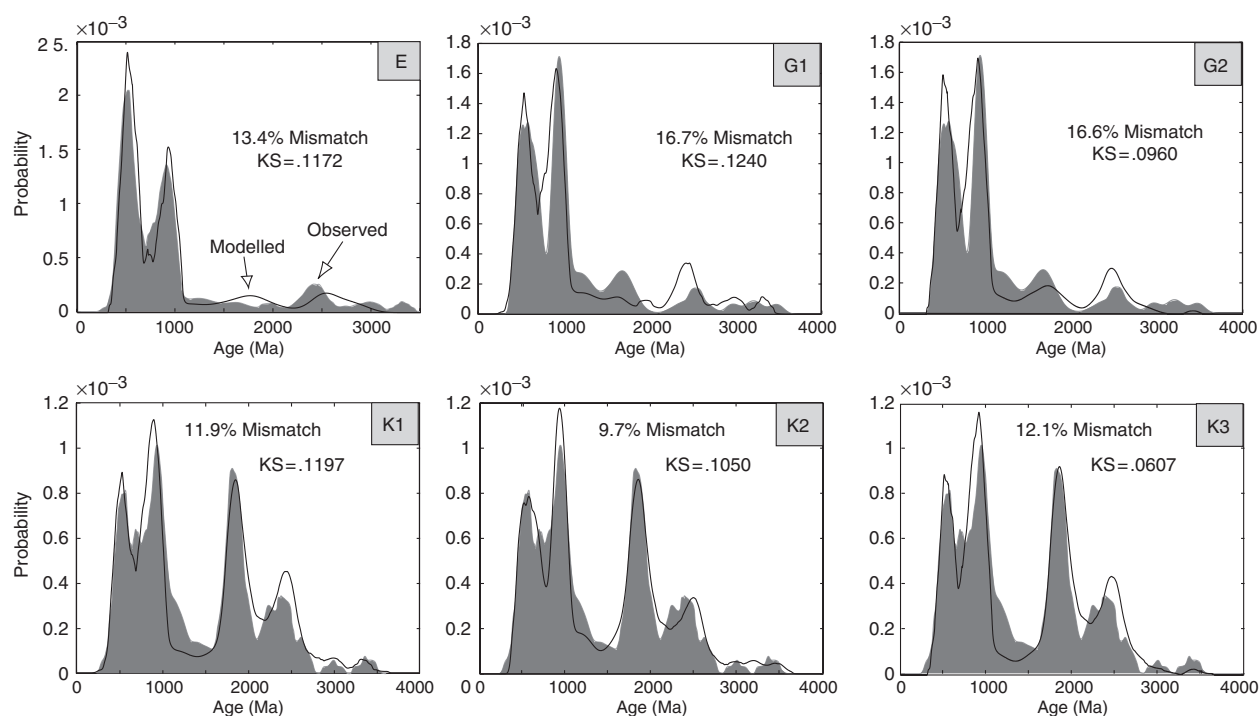 ×10–3
2 5.
2
1.5
1
0.5
0
Probability
E
13.4% Mismatch
KS=.1172
Modelled
Observed
0 1000 2000 3000
Age (Ma)
×10–3
1.8
1.6
1.4
1.2
1
0.8
0.6
0.4
0.2
0
G1
16.7% Mismatch
KS=.1240
0 1000 2000 3000 4000
Age (Ma)
×10–3
1.8
1.6
1.4
1.2
1
0.8
0.6
0.4
0.2
0
G2
16.6% Mismatch
KS=.0960
0 1000 2000 3000 4000
Age (Ma)
×10–3
1.2
1
0.8
0.6
0.4
0.2
0
Probability
K1
11.9% Mismatch
KS=.1197
0 1000 2000 3000 4000
Age (Ma)
×10–3
1.2
1
0.8
0.6
0.4
0.2
0
K2
9.7% Mismatch
KS=.1050
0 1000 2000 3000 4000
Age (Ma)
×10–3
1.2
1
0.8
0.6
0.4
0.2
0
K3
12.1% Mismatch
KS=.0607
0 1000 2000 3000 4000
Age (Ma)